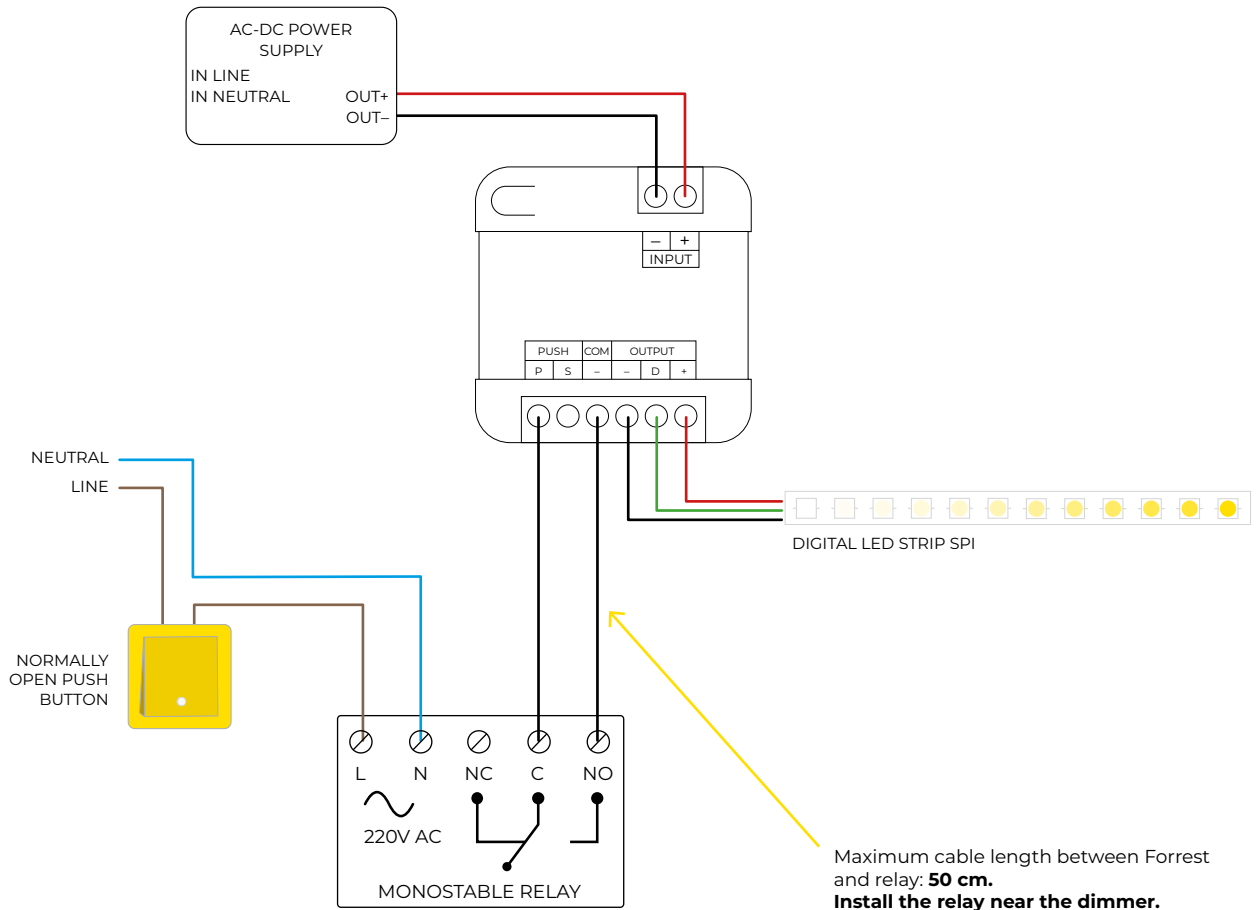 AC-DC POWER
SUPPLY
IN LINE
IN NEUTRAL OUT+
OUT–
– +
INPUT
PUSH COM OUTPUT
P S – – D +
NEUTRAL
LINE
DIGITAL LED STRIP SPI
NORMALLY
OPEN PUSH
BUTTON
L N NC C NO
220V AC
MONOSTABLE RELAY
Maximum cable length between Forrest
and relay: 50 cm.
Install the relay near the dimmer.